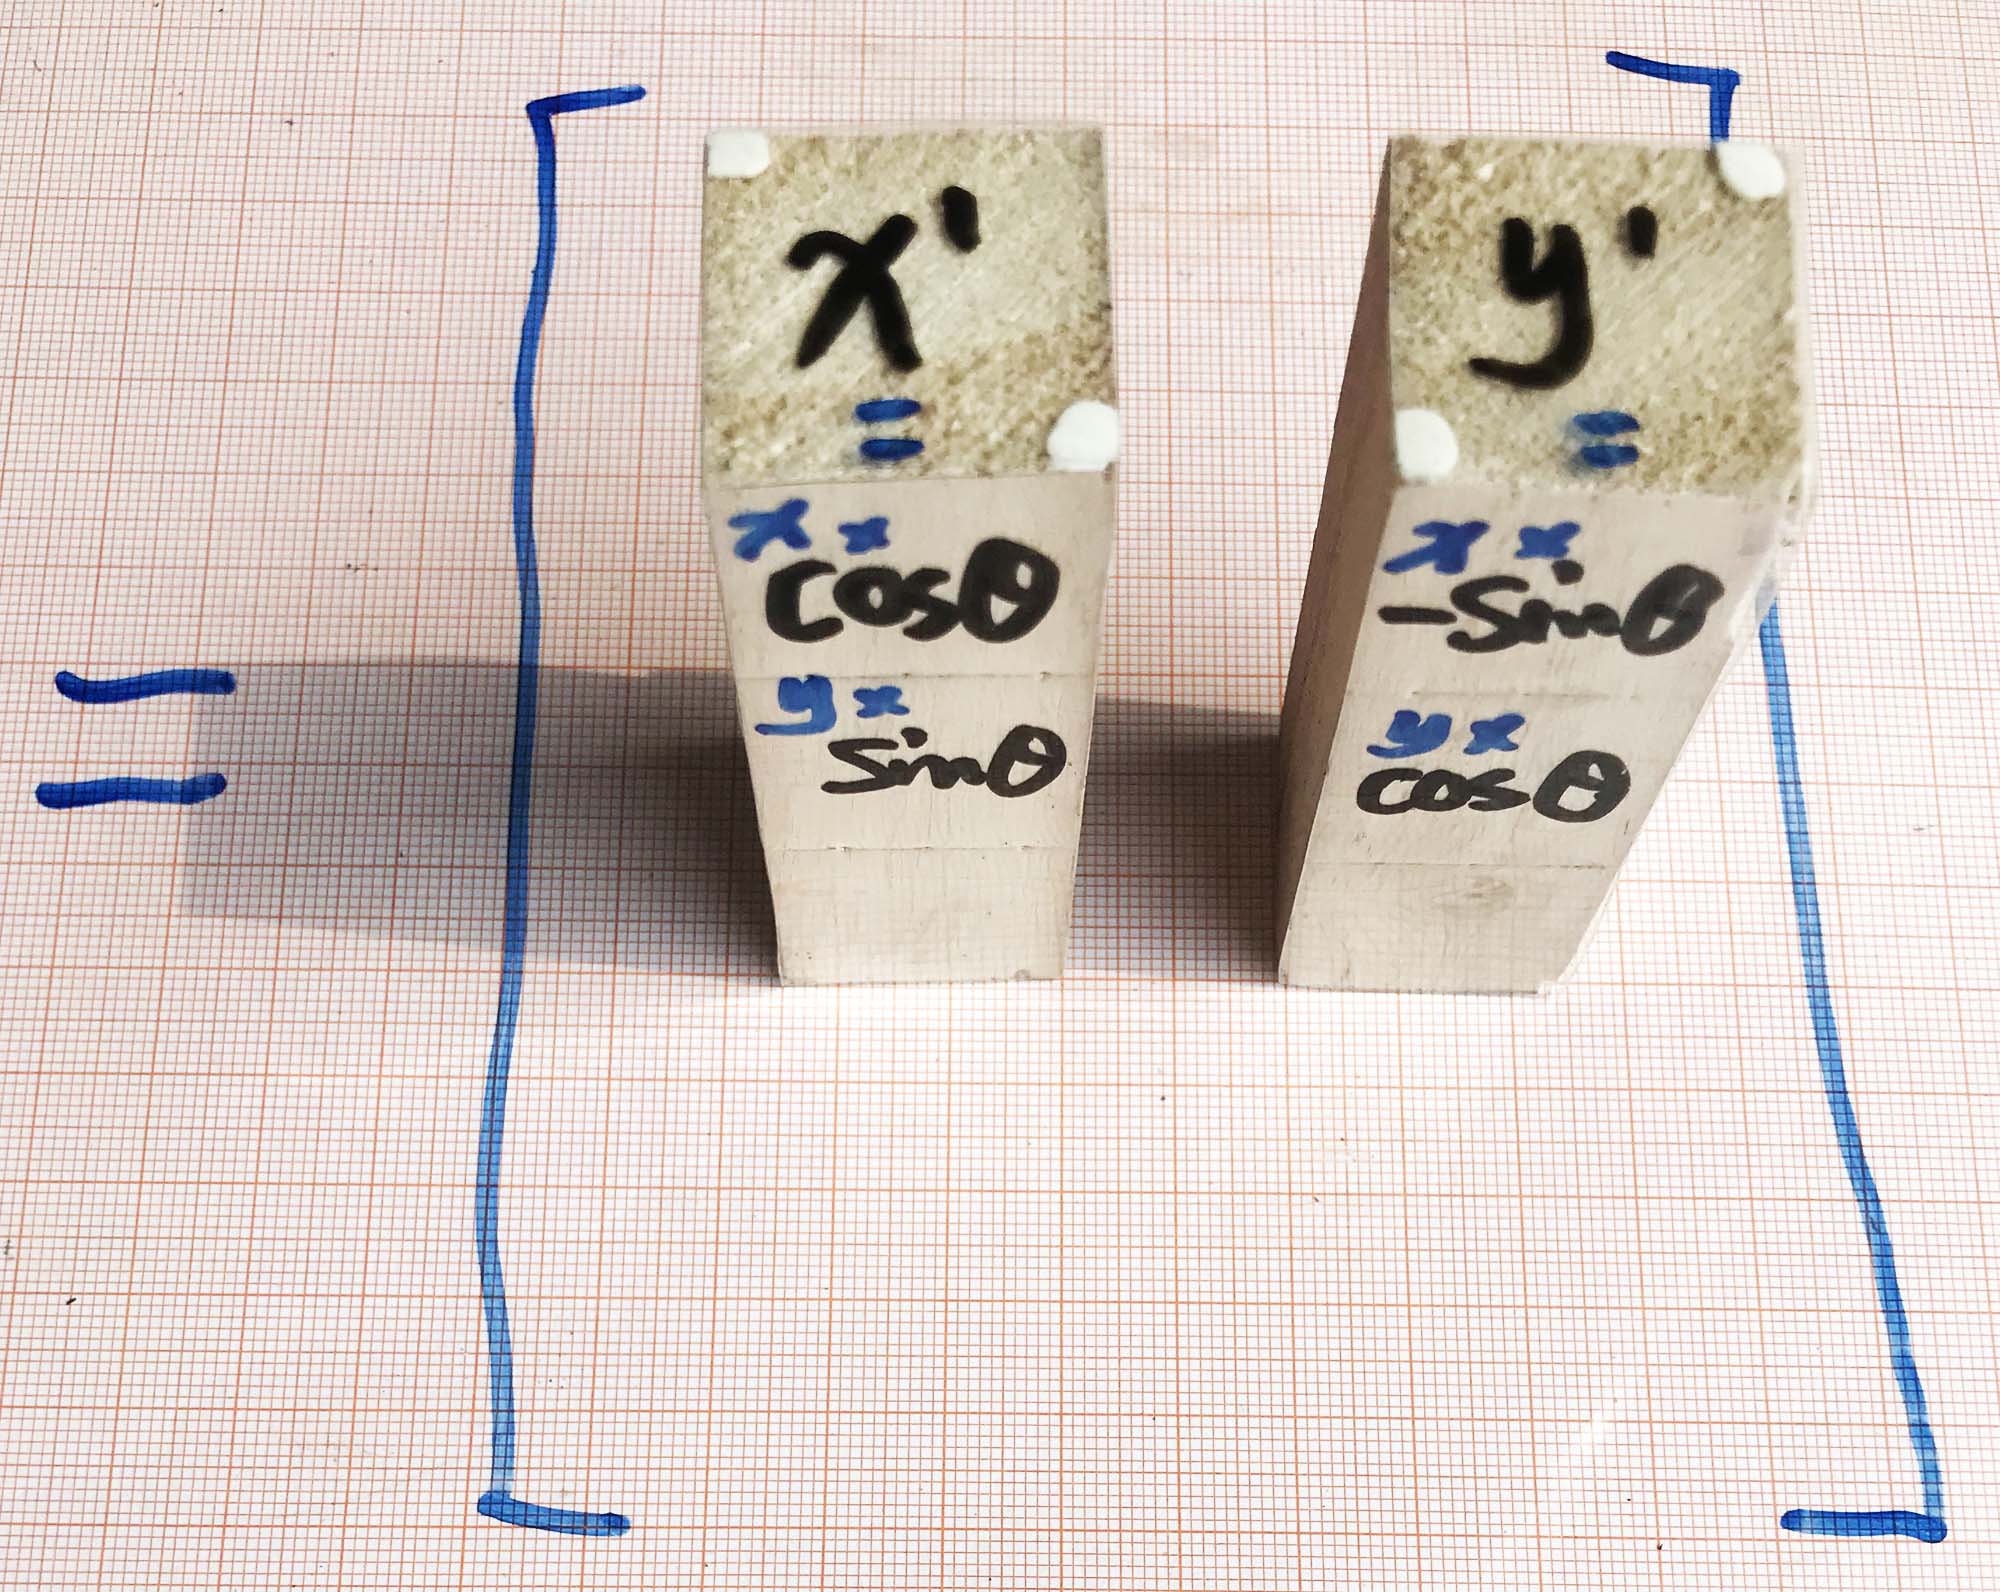 = [ x' y' ]
= =
x × x ×
cosθ -sinθ
y × y ×
sinθ cosθ